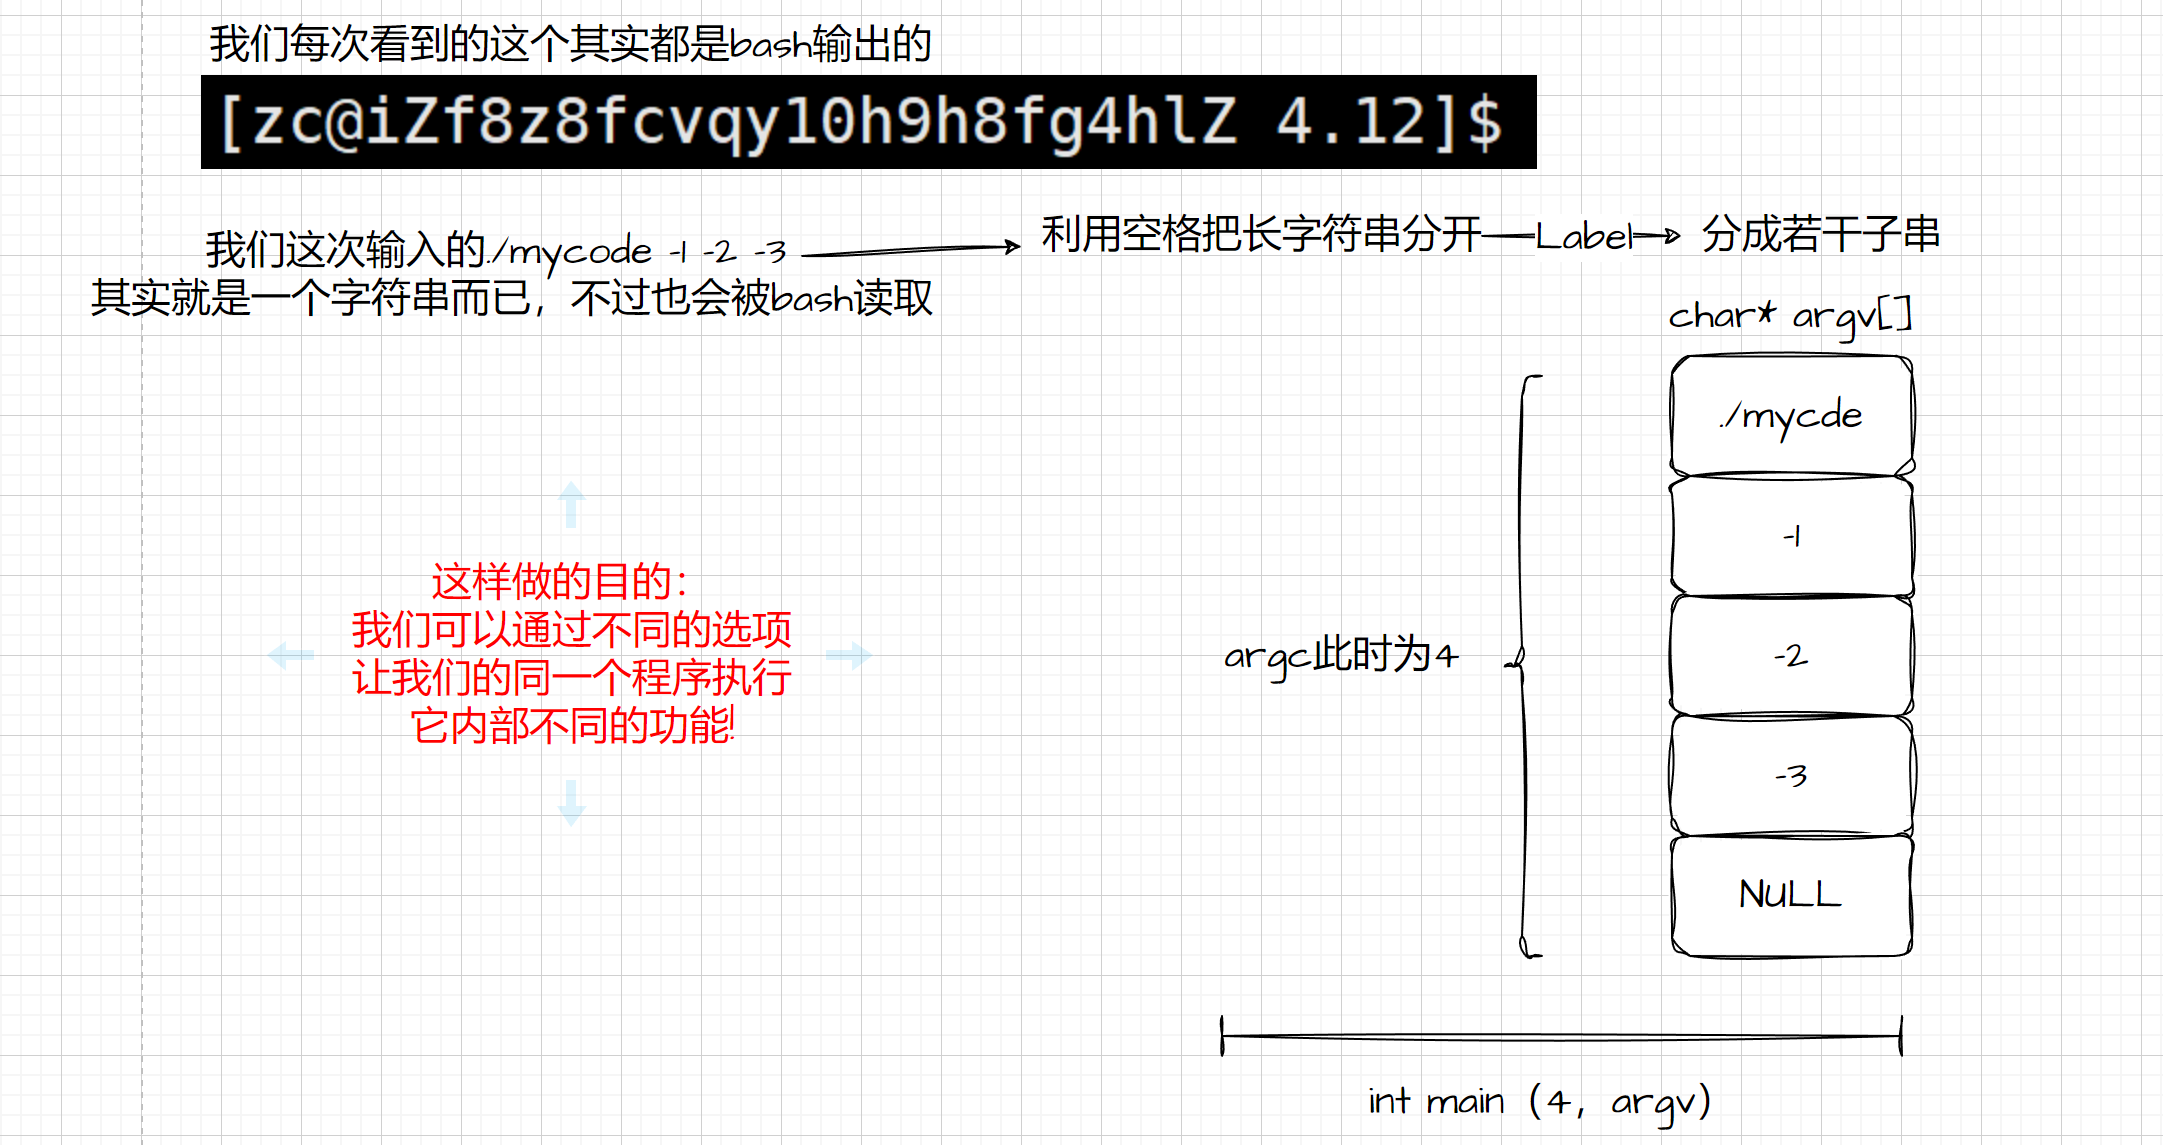 我们每次看到的这个其实都是bash输出的
[zc@iZf8z8fcvqy10h9h8fg4hlZ 4.12]$
我们这次输入的./mycode -1 -2 -3
其实就是一个字符串而已，不过也会被bash读取
利用空格把长字符串分开
Label
分成若干子串
char* argv[]
./mycde
-1
-2
-3
NULL
argc此时为4
这样做的目的：
我们可以通过不同的选项
让我们的同一个程序执行
它内部不同的功能!
int main（4，argv）